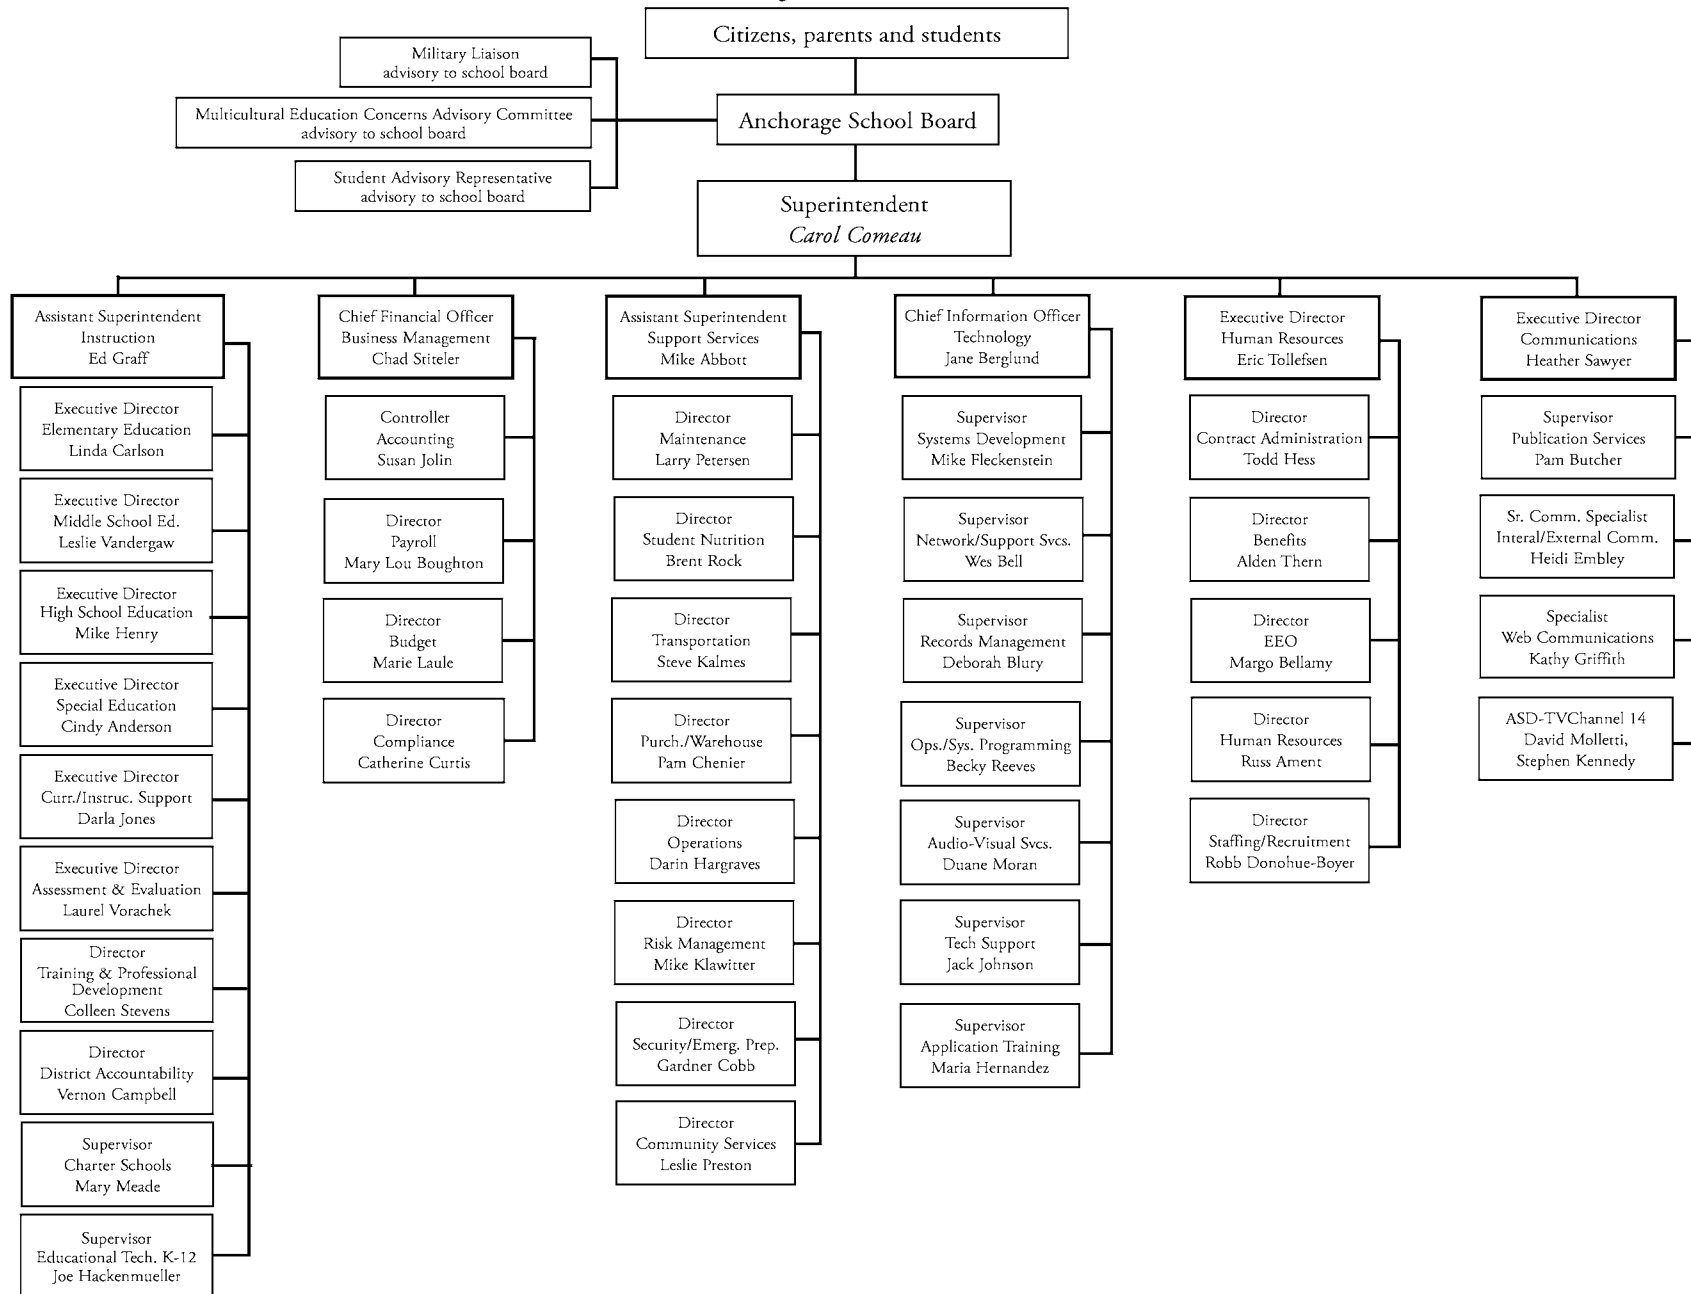 Citizens, parents and students
Military Liaison
advisory to school board
Multicultural Education Concerns Advisory Committee
advisory to school board
Anchorage School Board
Student Advisory Representative
advisory to school board
Superintendent
Carol Comeau
Assistant Superintendent
Instruction
Ed Graff
Executive Director
Elementary Education
Linda Carlson
Executive Director
Middle School Ed.
Leslie Vandergaw
Executive Director
High School Education
Mike Henry
Executive Director
Special Education
Cindy Anderson
Executive Director
Curr./Instruc. Support
Darla Jones
Executive Director
Assessment & Evaluation
Laurel Vorachek
Director
Training & Professional
Development
Colleen Stevens
Director
District Accountability
Vernon Campbell
Supervisor
Charter Schools
Mary Meade
Supervisor
Educational Tech. K-12
Joe Hackenmueller
Chief Financial Officer
Business Management
Chad Stiteler
Controller
Accounting
Susan Jolin
Director
Payroll
Mary Lou Boughton
Director
Budget
Marie Laule
Director
Compliance
Catherine Curtis
Assistant Superintendent
Support Services
Mike Abbott
Director
Maintenance
Larry Petersen
Director
Student Nutrition
Brent Rock
Director
Transportation
Steve Kalmes
Director
Purch./Warehouse
Pam Chenier
Director
Operations
Darin Hargraves
Director
Risk Management
Mike Klawitter
Director
Security/Emerg. Prep.
Gardner Cobb
Director
Community Services
Leslie Preston
Chief Information Officer
Technology
Jane Berglund
Supervisor
Systems Development
Mike Fleckenstein
Supervisor
Network/Support Svcs.
Wes Bell
Supervisor
Records Management
Deborah Blury
Supervisor
Ops./Sys. Programming
Becky Reeves
Supervisor
Audio-Visual Svcs.
Duane Moran
Supervisor
Tech Support
Jack Johnson
Supervisor
Application Training
Maria Hernandez
Executive Director
Human Resources
Eric Tollefsen
Director
Contract Administration
Todd Hess
Director
Benefits
Alden Thern
Director
EEO
Margo Bellamy
Director
Human Resources
Russ Ament
Director
Staffing/Recruitment
Robb Donohue-Boyer
Executive Director
Communications
Heather Sawyer
Supervisor
Publication Services
Pam Butcher
Sr. Comm. Specialist
Interal/External Comm.
Heidi Embley
Specialist
Web Communications
Kathy Griffith
ASD-TVChannel 14
David Molletti,
Stephen Kennedy